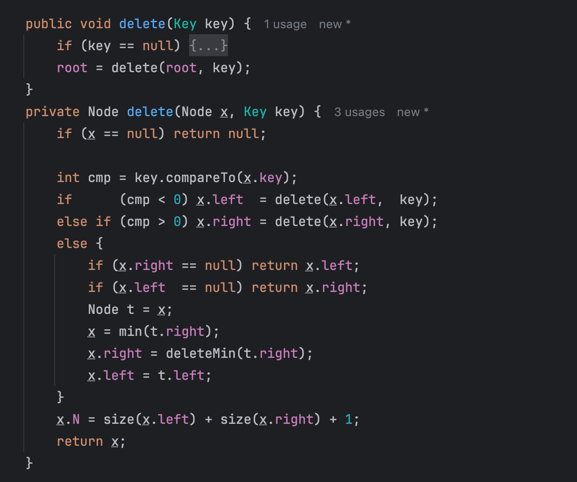 public void delete(Key key) { 1 usage new *
    if (key == null) {...}
    root = delete(root, key);
}
private Node delete(Node x, Key key) { 3 usages new *
    if (x == null) return null;

    int cmp = key.compareTo(x.key);
    if      (cmp < 0) x.left  = delete(x.left,  key);
    else if (cmp > 0) x.right = delete(x.right, key);
    else {
        if (x.right == null) return x.left;
        if (x.left  == null) return x.right;
        Node t = x;
        x = min(t.right);
        x.right = deleteMin(t.right);
        x.left = t.left;
    }
    x.N = size(x.left) + size(x.right) + 1;
    return x;
}